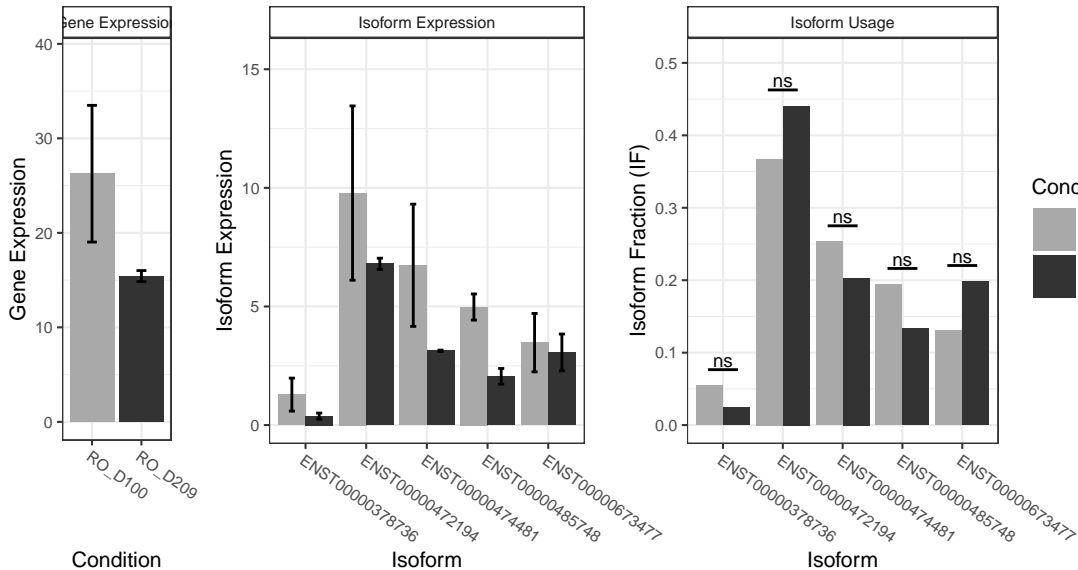 Gene Expression
Isoform Expression
Isoform Usage
Gene Expression
40
30
20
10
0
RO_D100
RO_D209
Condition
Isoform Expression
15
10
5
0
ENST00000378736
ENST00000472194
ENST00000474481
ENST00000485748
ENST00000673477
Isoform
Isoform Fraction (IF)
0.5
0.4
0.3
0.2
0.1
0.0
ns
ns
ns
ns
ns
ENST00000378736
ENST00000472194
ENST00000474481
ENST00000485748
ENST00000673477
Isoform
Cond